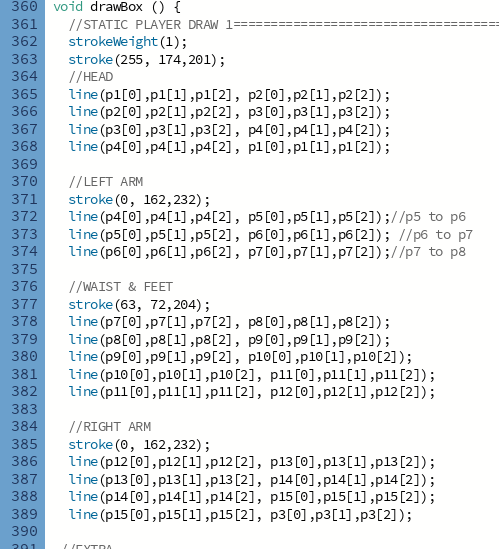 360 void drawBox () {
361 //STATIC PLAYER DRAW 1====================================
362 strokeWeight(1);
363 stroke(255, 174,201);
364 //HEAD
365 line(p1[0],p1[1],p1[2], p2[0],p2[1],p2[2]);
366 line(p2[0],p2[1],p2[2], p3[0],p3[1],p3[2]);
367 line(p3[0],p3[1],p3[2], p4[0],p4[1],p4[2]);
368 line(p4[0],p4[1],p4[2], p1[0],p1[1],p1[2]);
369
370 //LEFT ARM
371 stroke(0, 162,232);
372 line(p4[0],p4[1],p4[2], p5[0],p5[1],p5[2]);//p5 to p6
373 line(p5[0],p5[1],p5[2], p6[0],p6[1],p6[2]); //p6 to p7
374 line(p6[0],p6[1],p6[2], p7[0],p7[1],p7[2]);//p7 to p8
375
376 //WAIST & FEET
377 stroke(63, 72,204);
378 line(p7[0],p7[1],p7[2], p8[0],p8[1],p8[2]);
379 line(p8[0],p8[1],p8[2], p9[0],p9[1],p9[2]);
380 line(p9[0],p9[1],p9[2], p10[0],p10[1],p10[2]);
381 line(p10[0],p10[1],p10[2], p11[0],p11[1],p11[2]);
382 line(p11[0],p11[1],p11[2], p12[0],p12[1],p12[2]);
383
384 //RIGHT ARM
385 stroke(0, 162,232);
386 line(p12[0],p12[1],p12[2], p13[0],p13[1],p13[2]);
387 line(p13[0],p13[1],p13[2], p14[0],p14[1],p14[2]);
388 line(p14[0],p14[1],p14[2], p15[0],p15[1],p15[2]);
389 line(p15[0],p15[1],p15[2], p3[0],p3[1],p3[2]);
390
391 //EXTRA